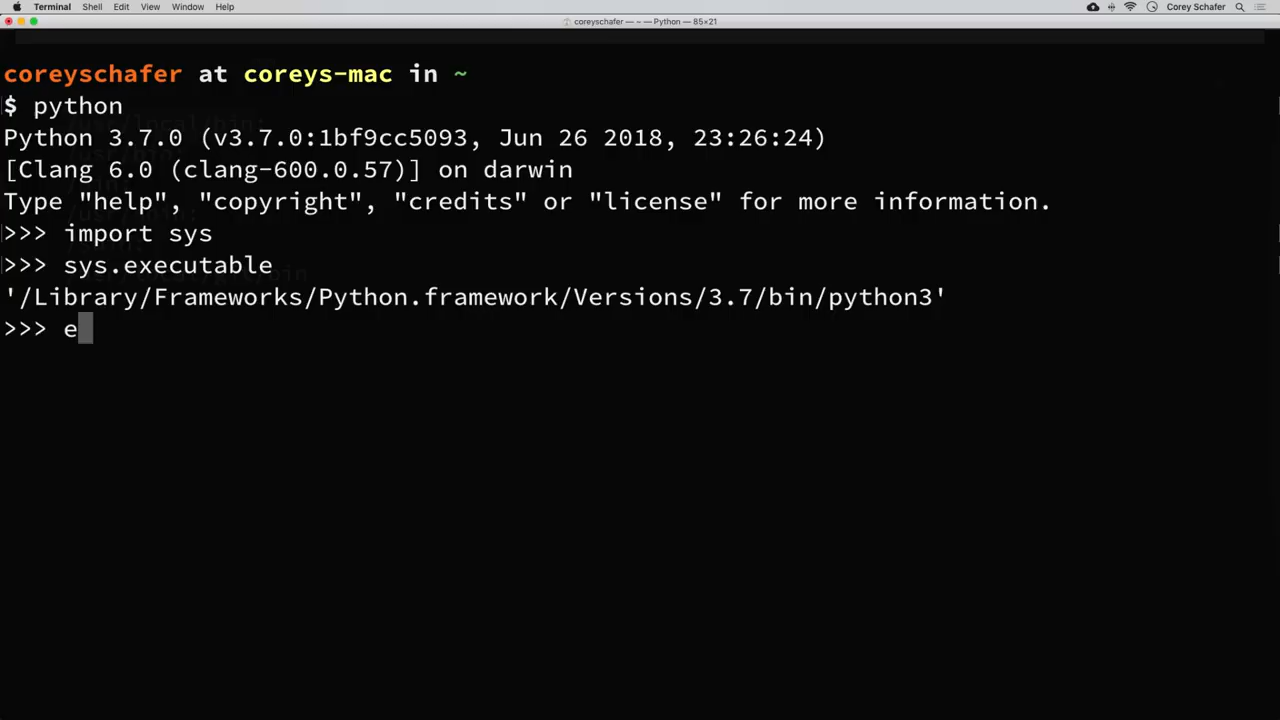 Terminal Shell Edit View Window Help Corey Schafer
coreyschafer — ~ — Python — 85×21
coreyschafer at coreys-mac in ~
$ python
Python 3.7.0 (v3.7.0:1bf9cc5093, Jun 26 2018, 23:26:24)
[Clang 6.0 (clang-600.0.57)] on darwin
Type "help", "copyright", "credits" or "license" for more information.
>>> import sys
>>> sys.executable
'/Library/Frameworks/Python.framework/Versions/3.7/bin/python3'
>>> e